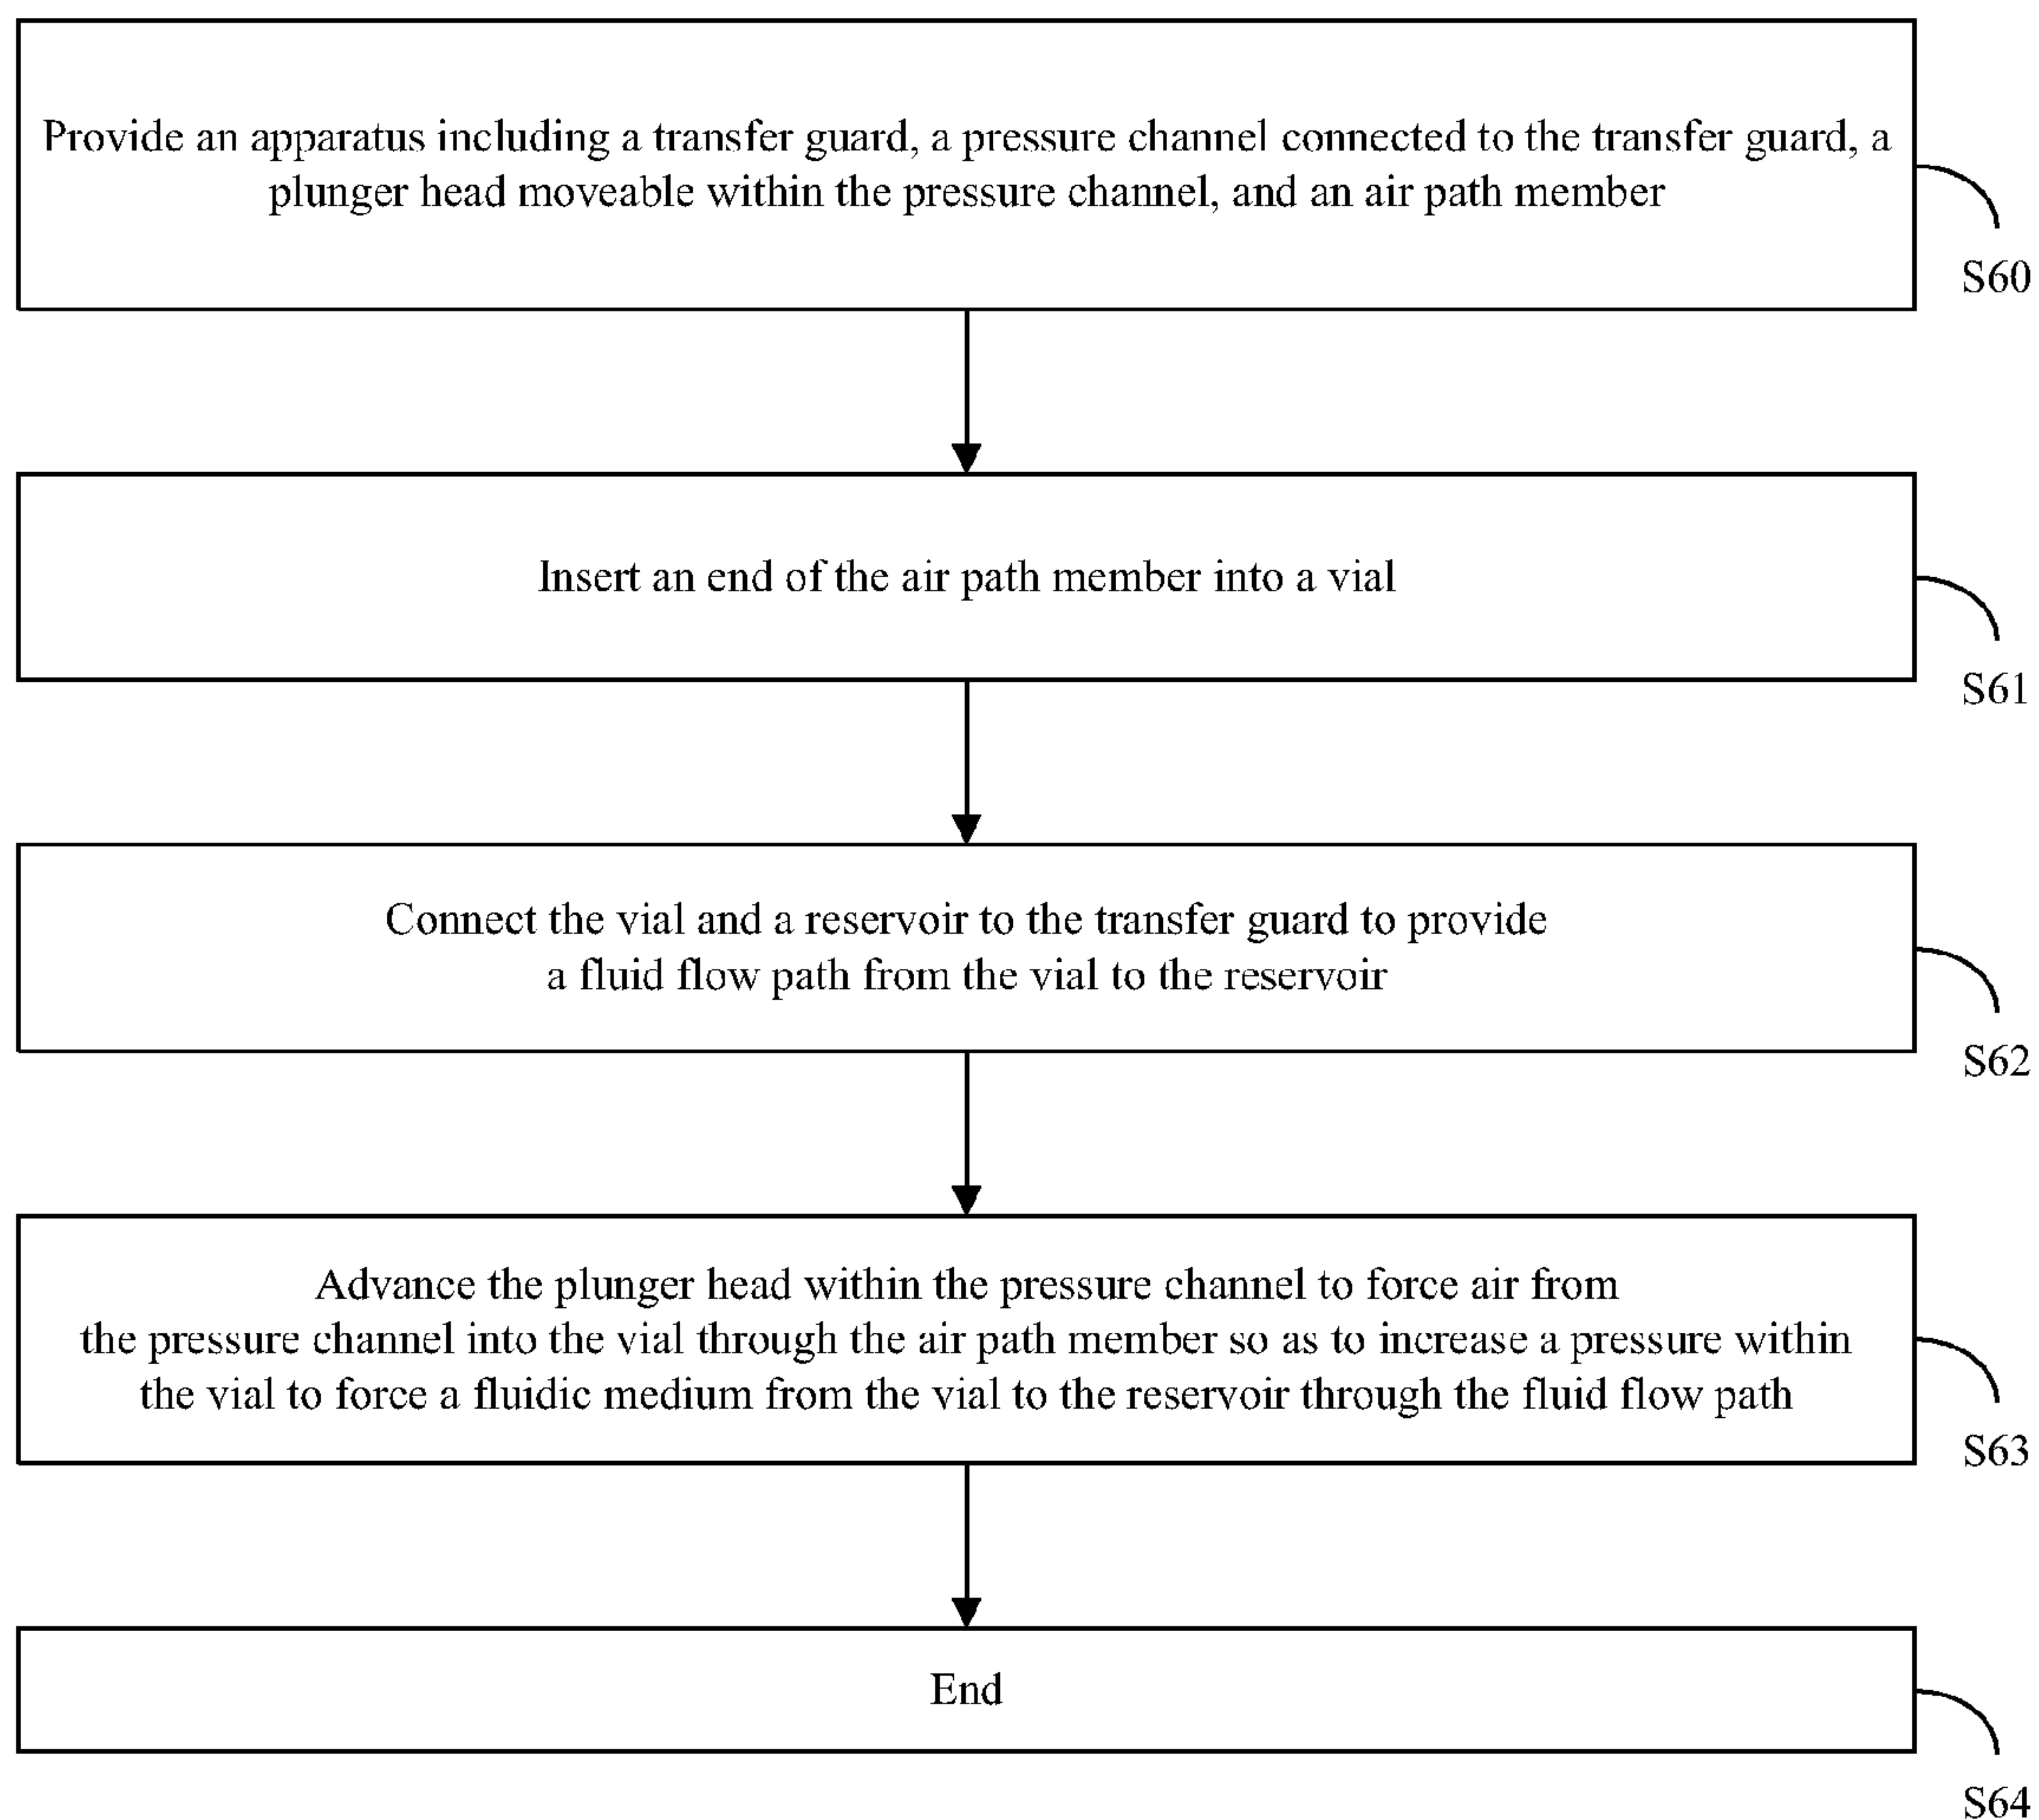 Provide an apparatus including a transfer guard, a pressure channel connected to the transfer guard, a
plunger head moveable within the pressure channel, and an air path member
S60
Insert an end of the air path member into a vial
S61
Connect the vial and a reservoir to the transfer guard to provide
a fluid flow path from the vial to the reservoir
S62
Advance the plunger head within the pressure channel to force air from
the pressure channel into the vial through the air path member so as to increase a pressure within
the vial to force a fluidic medium from the vial to the reservoir through the fluid flow path
S63
End
S64